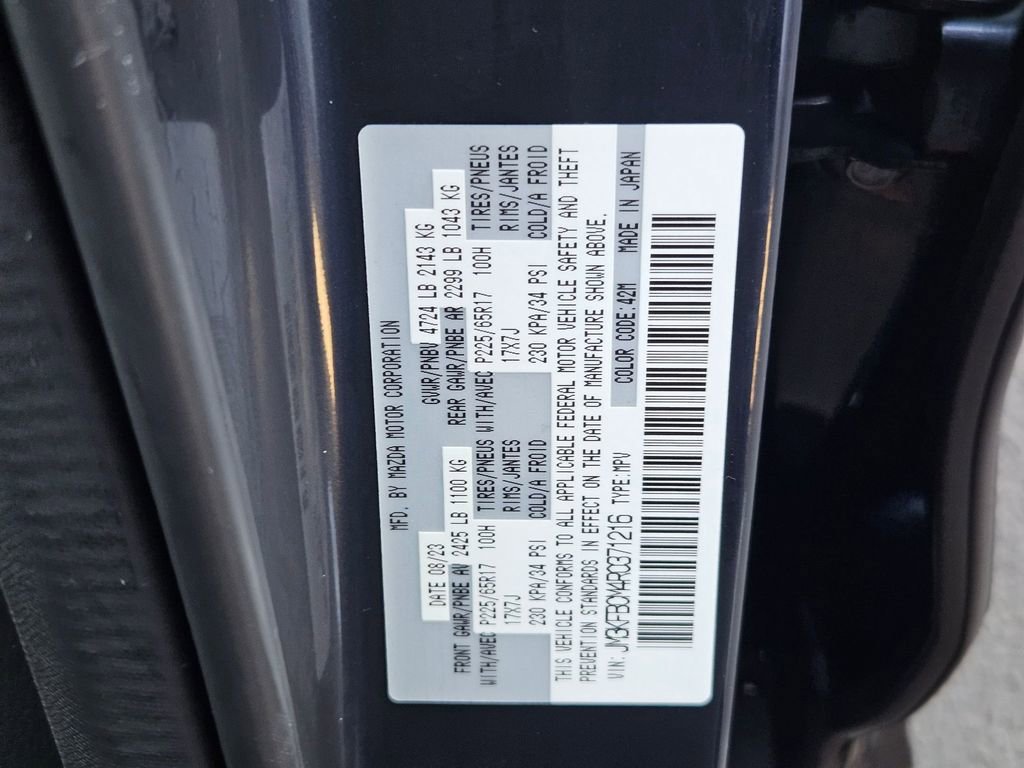 MFD. BY MAZDA MOTOR CORPORATION
DATE 08/23 GVWR/PNBV 4724 LB 2143 KG
FRONT GAWR/PNBE AV 2425 LB 1100 KG REAR GAWR/PNBE AR 2299 LB 1043 KG
WITH/AVEC P225/65R17 100H TIRES/PNEUS WITH/AVEC P225/65R17 100H TIRES/PNEUS
17X7J RIMS/JANTES 17X7J RIMS/JANTES
230 KPA/34 PSI COLD/A FROID 230 KPA/34 PSI COLD/A FROID
THIS VEHICLE CONFORMS TO ALL APPLICABLE FEDERAL MOTOR VEHICLE SAFETY AND THEFT
PREVENTION STANDARDS IN EFFECT ON THE DATE OF MANUFACTURE SHOWN ABOVE.
VIN: JM3KFBCM4P0371216 TYPE:MPV COLOR CODE:42M MADE IN JAPAN